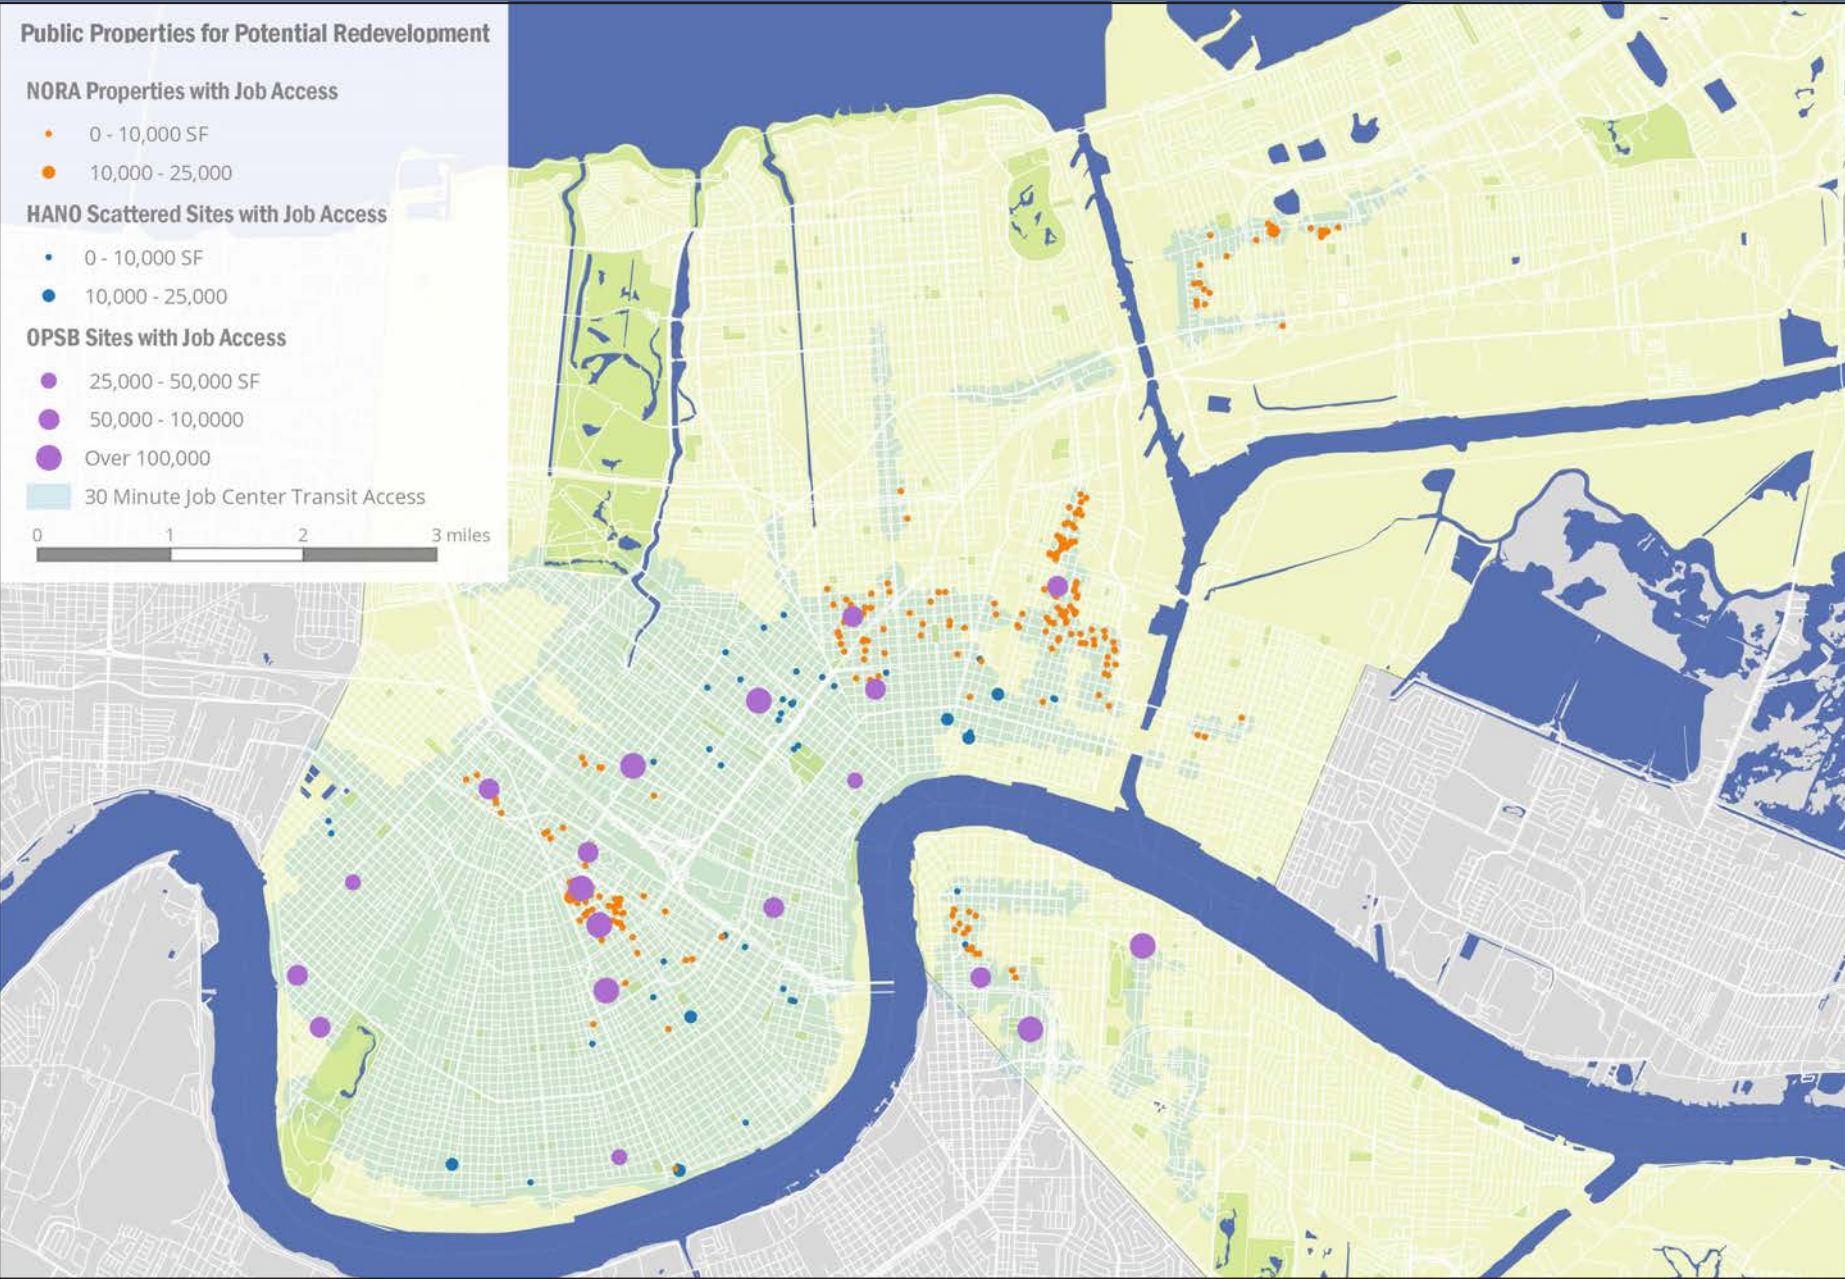 Public Properties for Potential Redevelopment
NORA Properties with Job Access
0 - 10,000 SF
10,000 - 25,000
HANO Scattered Sites with Job Access
0 - 10,000 SF
10,000 - 25,000
OPSB Sites with Job Access
25,000 - 50,000 SF
50,000 - 10,0000
Over 100,000
30 Minute Job Center Transit Access
0 1 2 3 miles